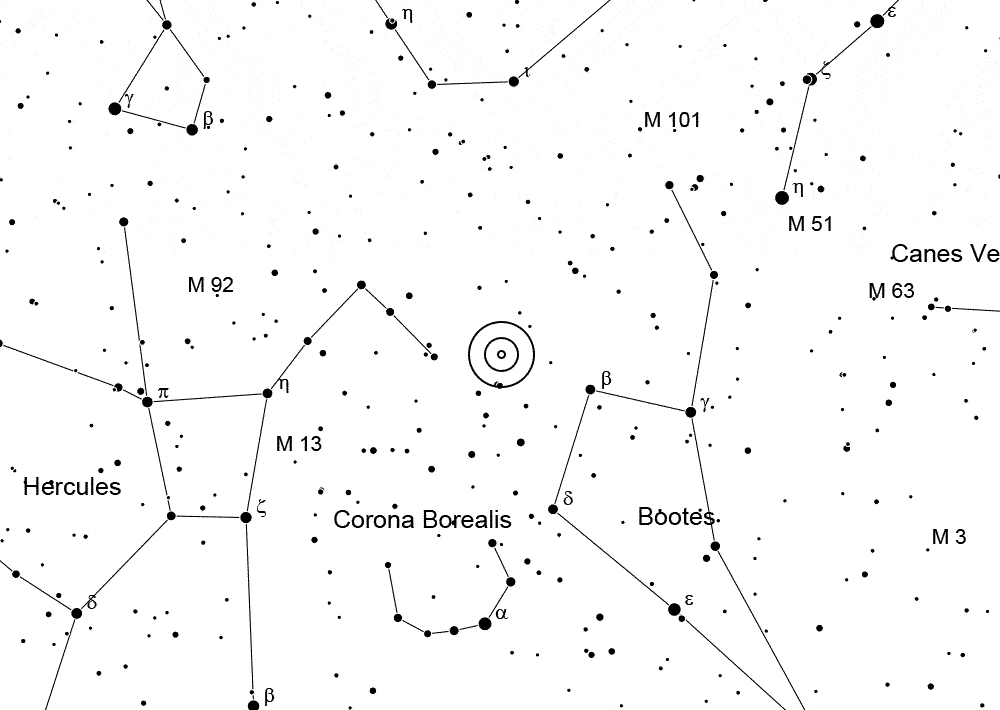 η
ε
ι
ζ
γ
β
M 101
η
M 51
Canes Ve
M 92
M 63
β
π
η
γ
M 13
Hercules
ζ
δ
Corona Borealis
Bootes
M 3
δ
ε
α
β